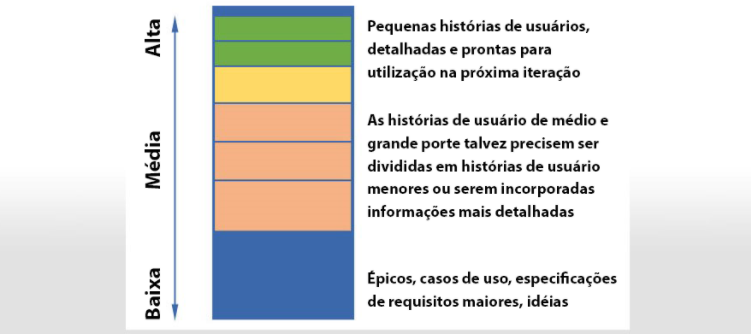 Alta
Pequenas histórias de usuários,
detalhadas e prontas para
utilização na próxima iteração
Média
As histórias de usuário de médio e
grande porte talvez precisem ser
divididas em histórias de usuário
menores ou serem incorporadas
informações mais detalhadas
Baixa
Épicos, casos de uso, especificações
de requisitos maiores, idéias